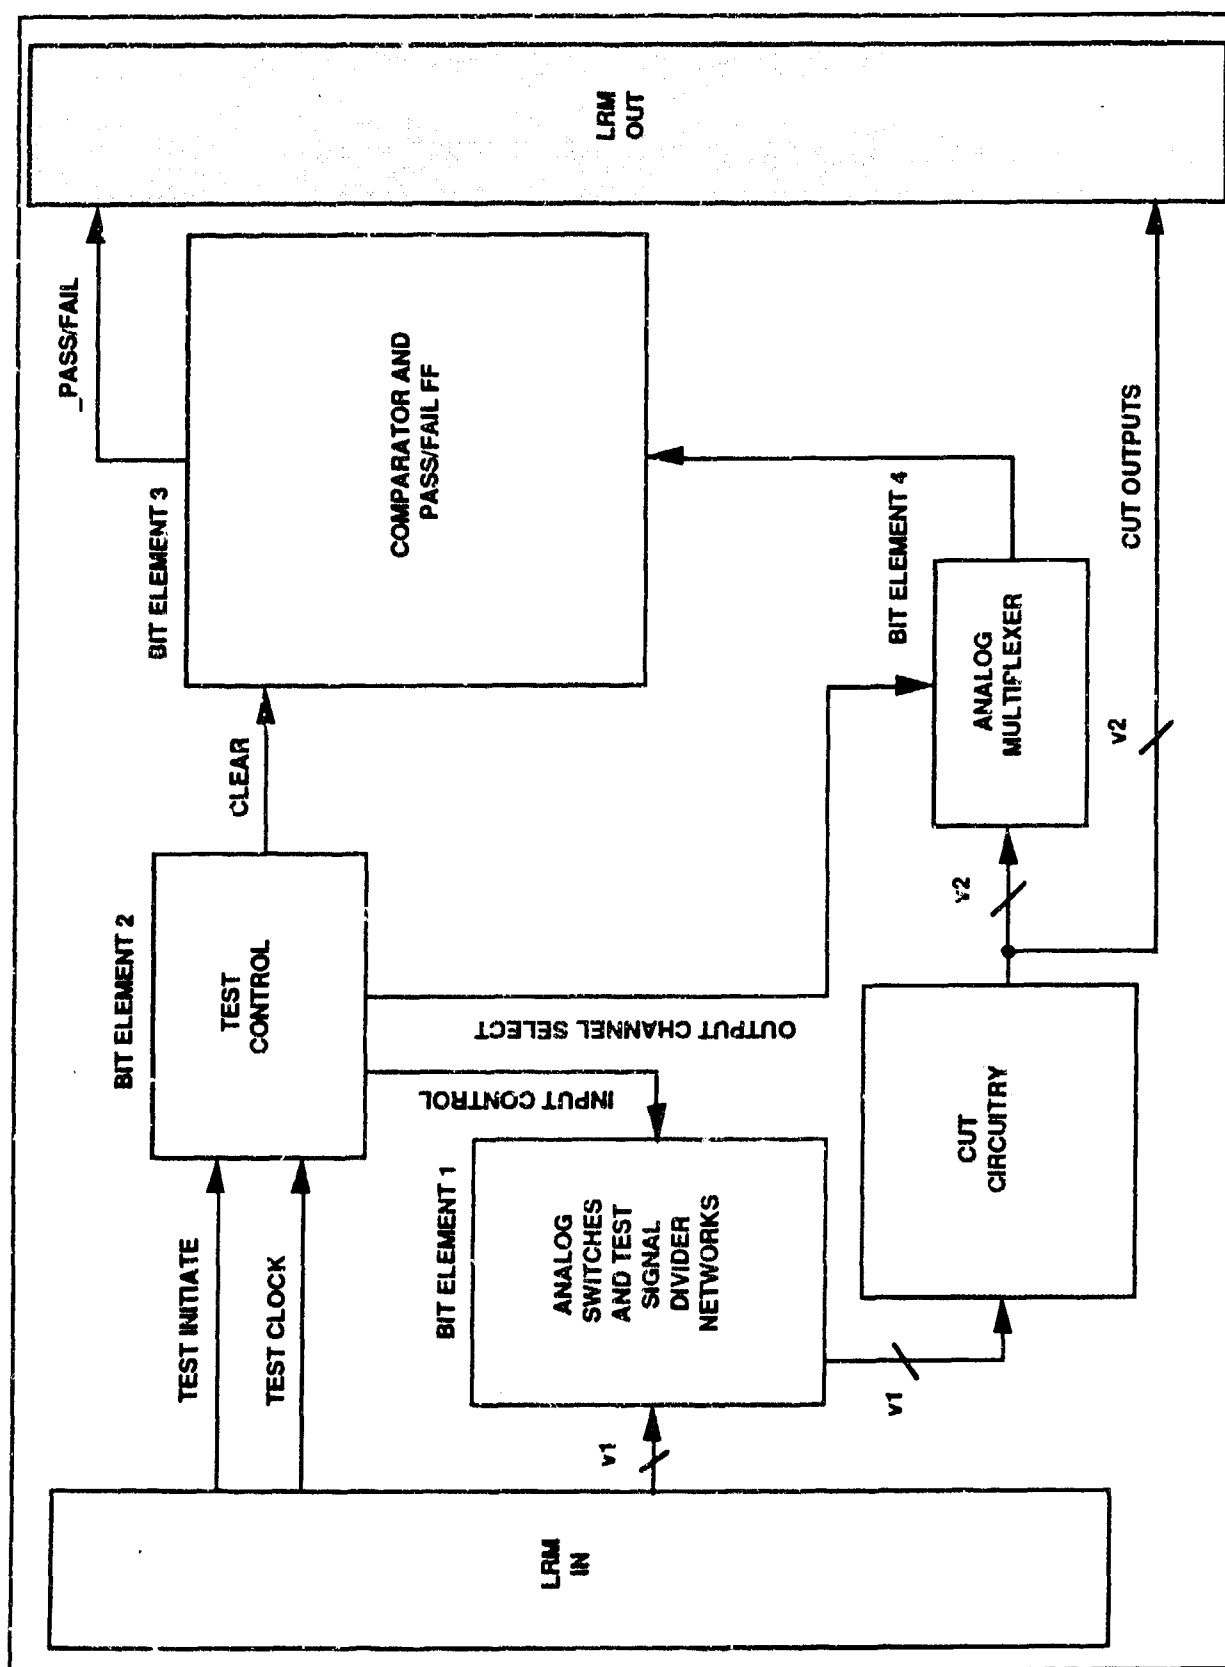 LRM
IN
TEST INITIATE
TEST CLOCK
v1
BIT ELEMENT 1
ANALOG
SWITCHES
AND TEST
SIGNAL
DIVIDER
NETWORKS
v1
BIT ELEMENT 2
TEST
CONTROL
INPUT CONTROL
OUTPUT CHANNEL SELECT
CUT
CIRCUITRY
CLEAR
v2
v2
BIT ELEMENT 3
COMPARATOR AND
PASS/FAIL FF
BIT ELEMENT 4
ANALOG
MULTIPLEXER
_PASS/FAIL
CUT OUTPUTS
LRM
OUT